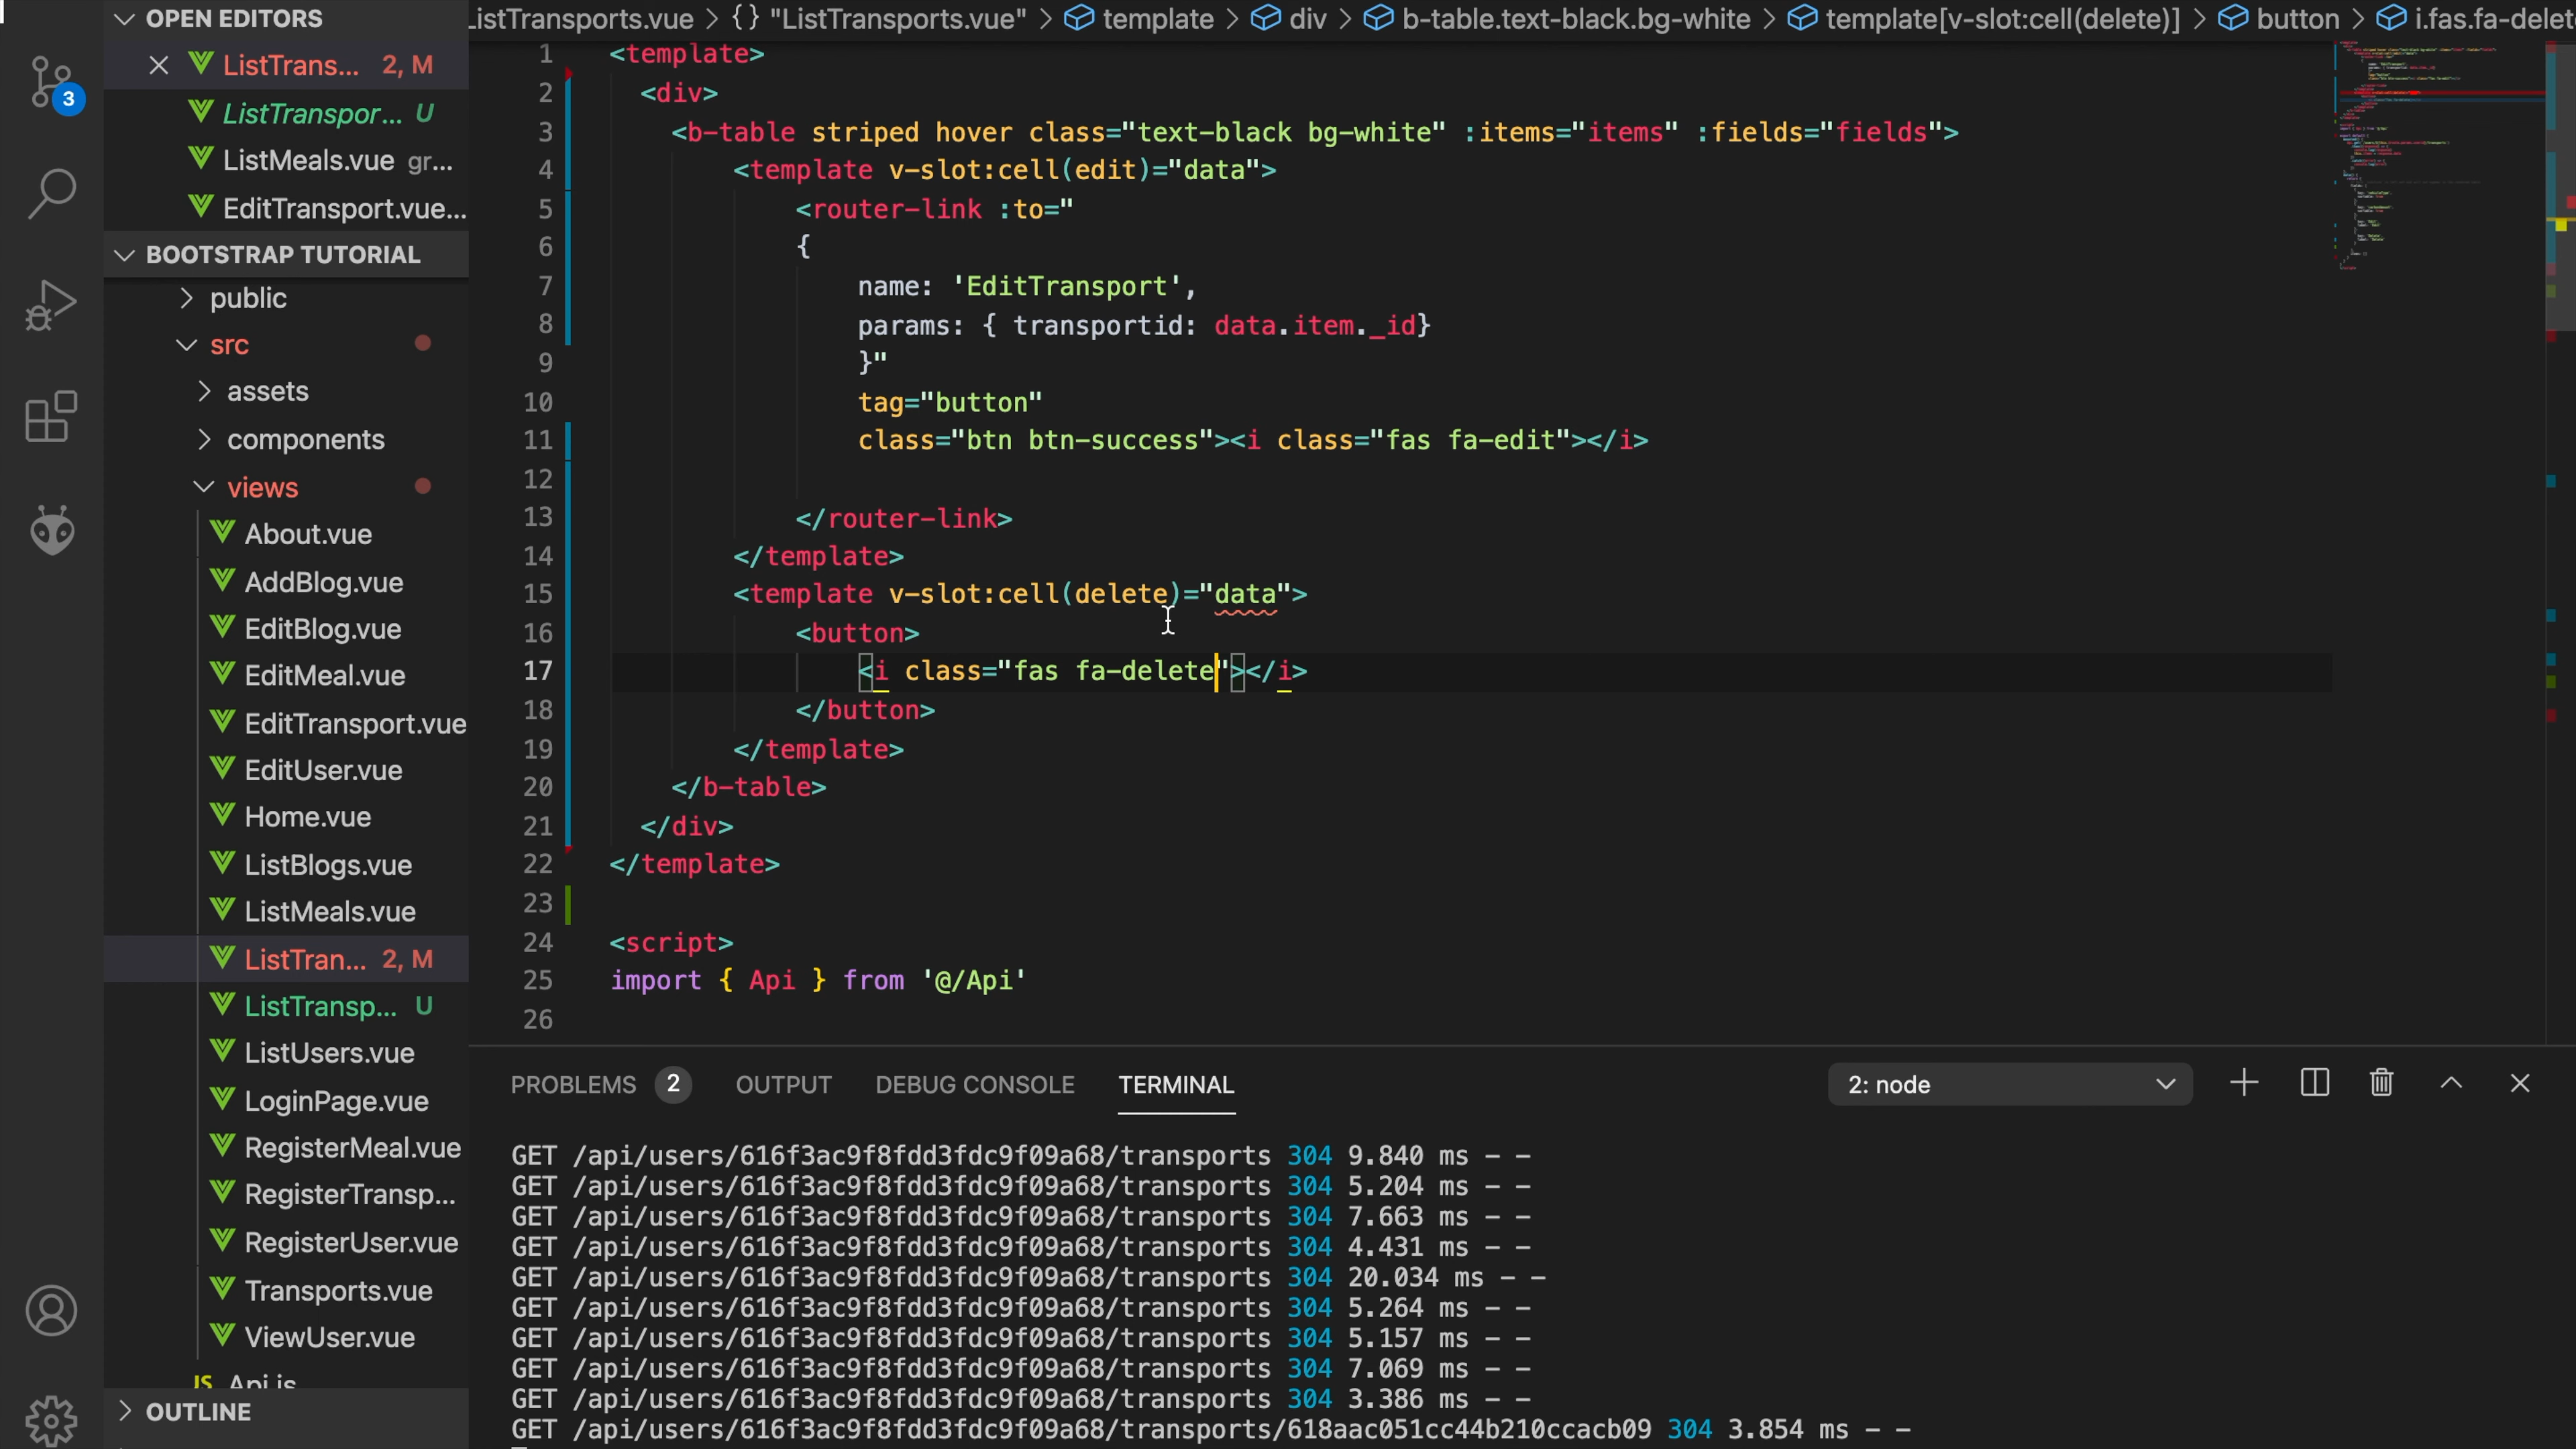 OPEN EDITORS
ListTrans... 2, M
ListTranspor... U
ListMeals.vue gr...
EditTransport.vue...
BOOTSTRAP TUTORIAL
public
src
assets
components
views
About.vue
AddBlog.vue
EditBlog.vue
EditMeal.vue
EditTransport.vue
EditUser.vue
Home.vue
ListBlogs.vue
ListMeals.vue
ListTran... 2, M
ListTransp... U
ListUsers.vue
LoginPage.vue
RegisterMeal.vue
RegisterTransp...
RegisterUser.vue
Transports.vue
ViewUser.vue
JS Api.js
OUTLINE
3
ListTransports.vue > {} "ListTransports.vue" > template > div > b-table.text-black.bg-white > template[v-slot:cell(delete)] > button > i.fas.fa-delet
1 <template>
2 <div>
3 <b-table striped hover class="text-black bg-white" :items="items" :fields="fields">
4 <template v-slot:cell(edit)="data">
5 <router-link :to="
6 {
7 name: 'EditTransport',
8 params: { transportid: data.item._id}
9 }"
10 tag="button"
11 class="btn btn-success"><i class="fas fa-edit"></i>
12
13 </router-link>
14 </template>
15 <template v-slot:cell(delete)="data">
16 <button>
17 <i class="fas fa-delete"></i>
18 </button>
19 </template>
20 </b-table>
21 </div>
22 </template>
23
24 <script>
25 import { Api } from '@/Api'
26
PROBLEMS 2 OUTPUT DEBUG CONSOLE TERMINAL 2: node
GET /api/users/616f3ac9f8fdd3fdc9f09a68/transports 304 9.840 ms - -
GET /api/users/616f3ac9f8fdd3fdc9f09a68/transports 304 5.204 ms - -
GET /api/users/616f3ac9f8fdd3fdc9f09a68/transports 304 7.663 ms - -
GET /api/users/616f3ac9f8fdd3fdc9f09a68/transports 304 4.431 ms - -
GET /api/users/616f3ac9f8fdd3fdc9f09a68/transports 304 20.034 ms - -
GET /api/users/616f3ac9f8fdd3fdc9f09a68/transports 304 5.264 ms - -
GET /api/users/616f3ac9f8fdd3fdc9f09a68/transports 304 5.157 ms - -
GET /api/users/616f3ac9f8fdd3fdc9f09a68/transports 304 7.069 ms - -
GET /api/users/616f3ac9f8fdd3fdc9f09a68/transports 304 3.386 ms - -
GET /api/users/616f3ac9f8fdd3fdc9f09a68/transports/618aac051cc44b210ccacb09 304 3.854 ms - -